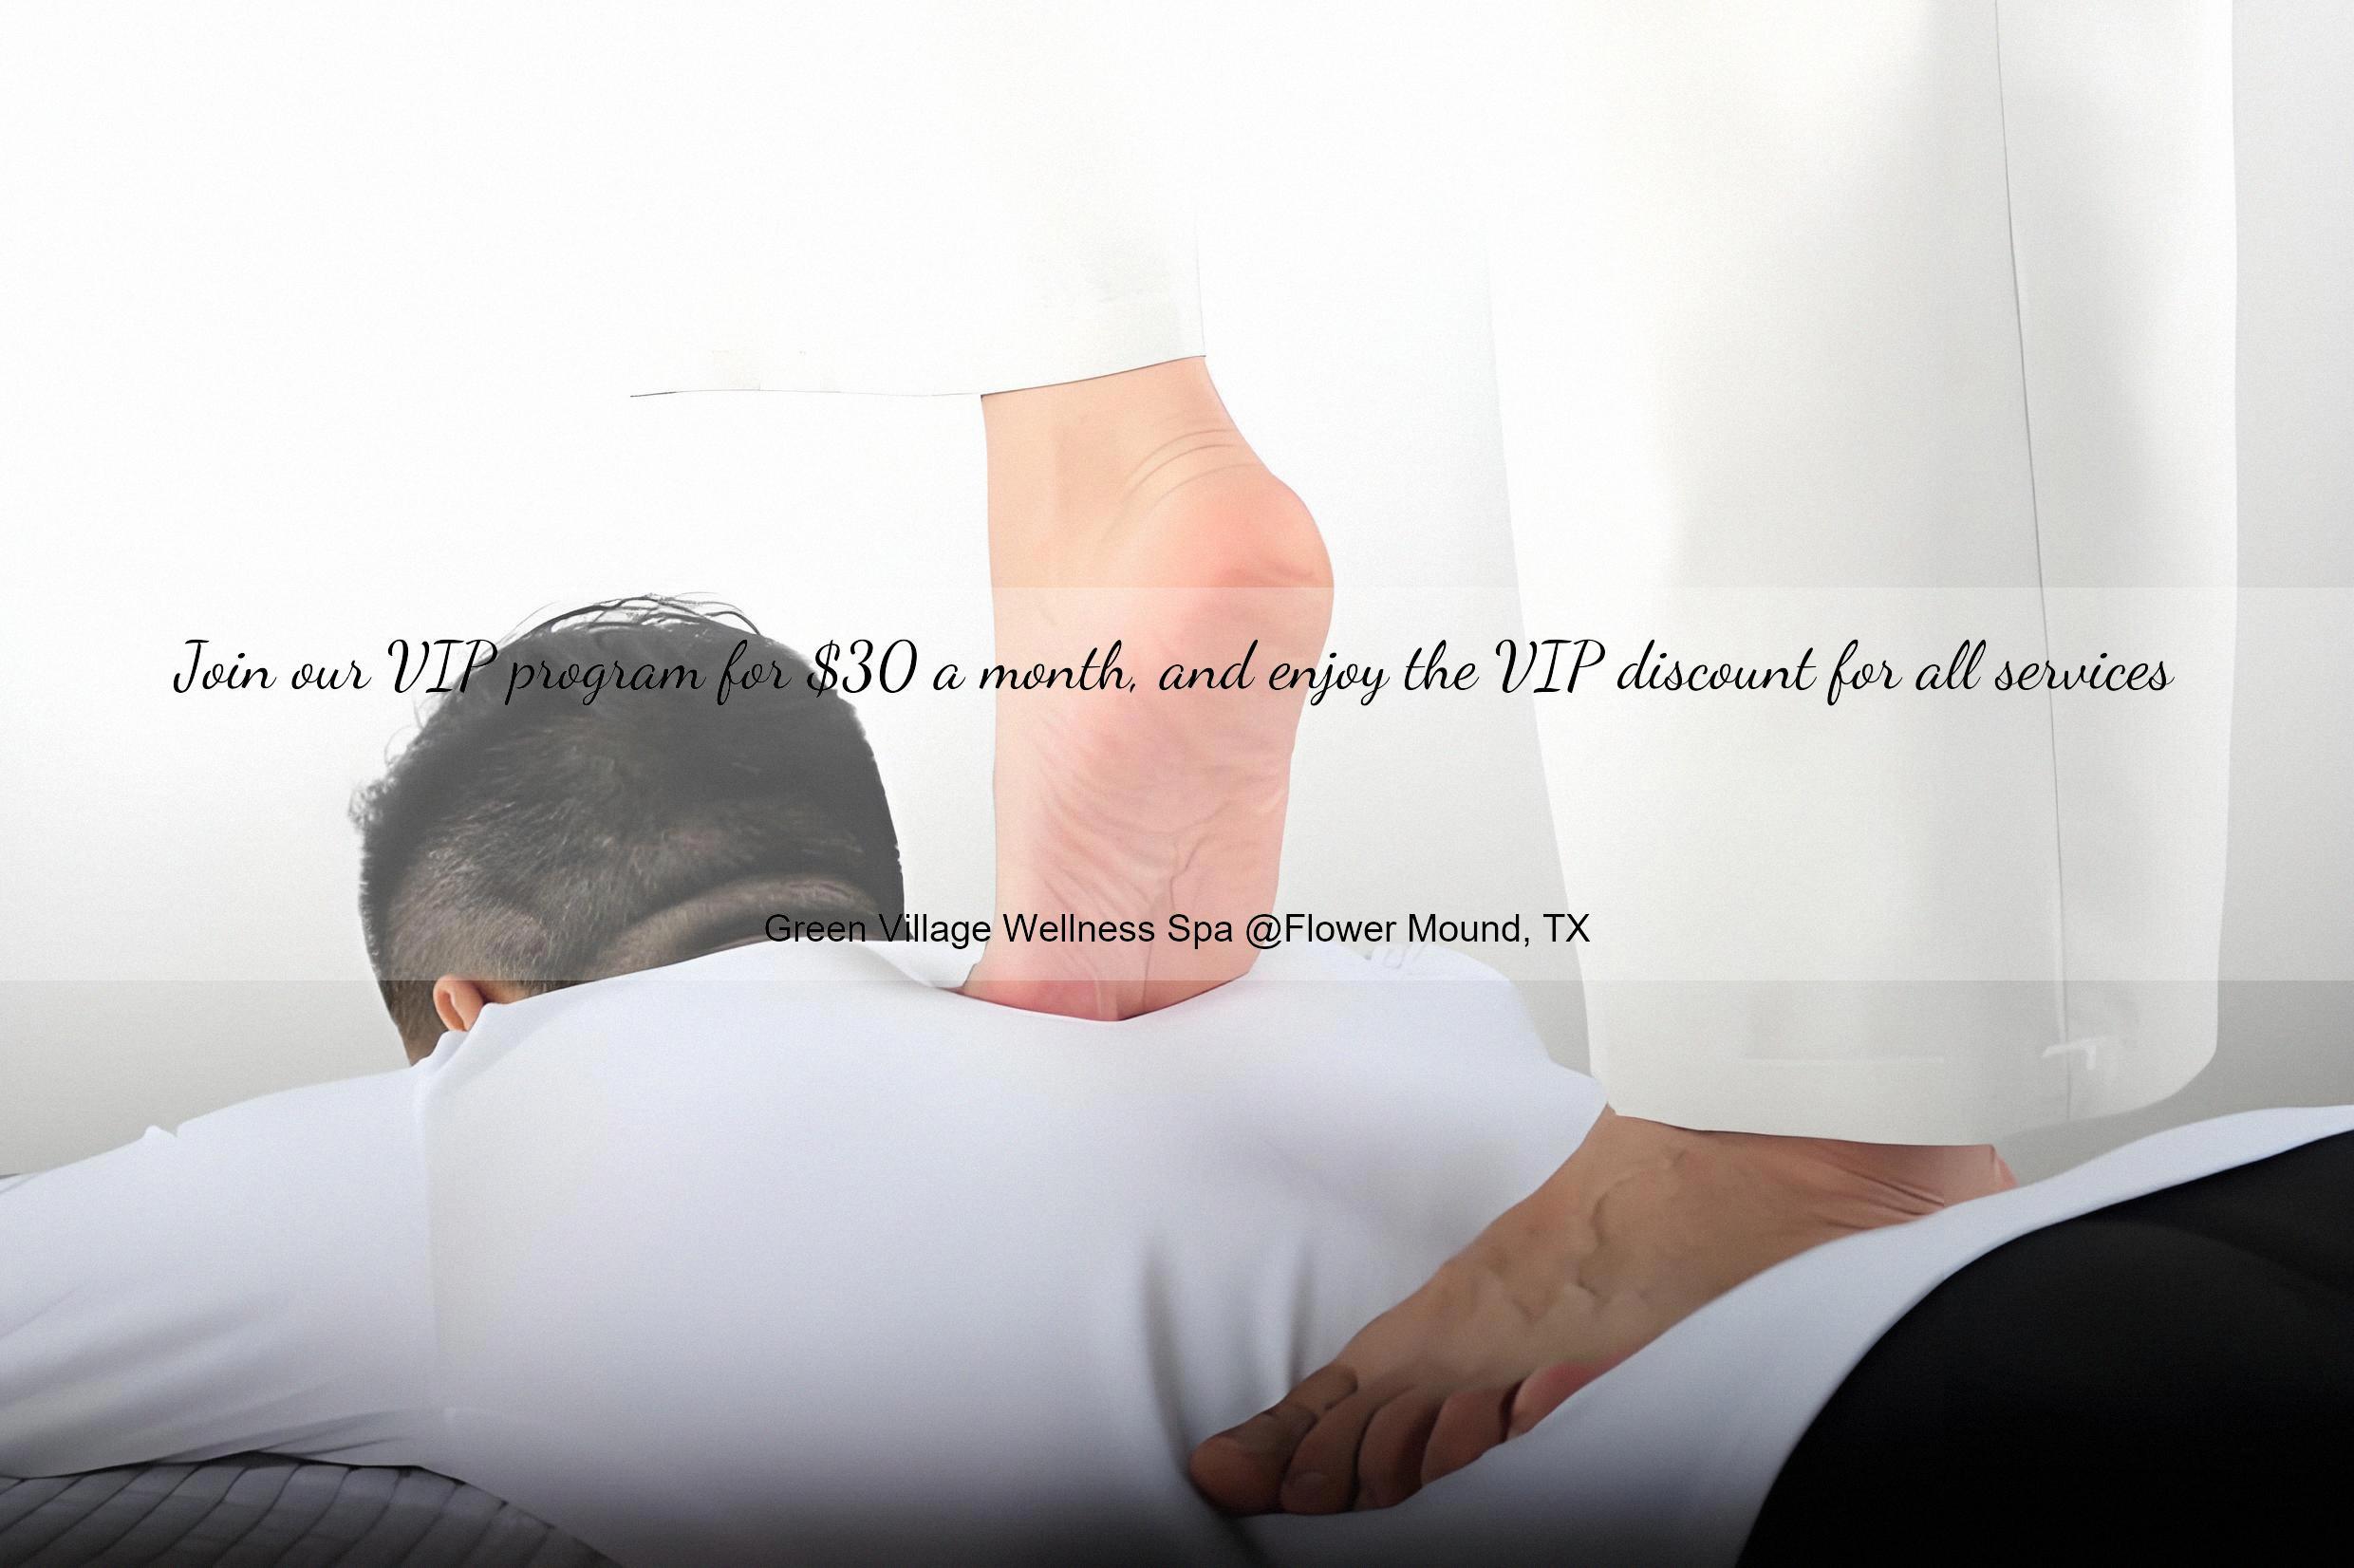 Join our VIP program for $30 a month, and enjoy the VIP discount for all services
Green Village Wellness Spa @Flower Mound, TX